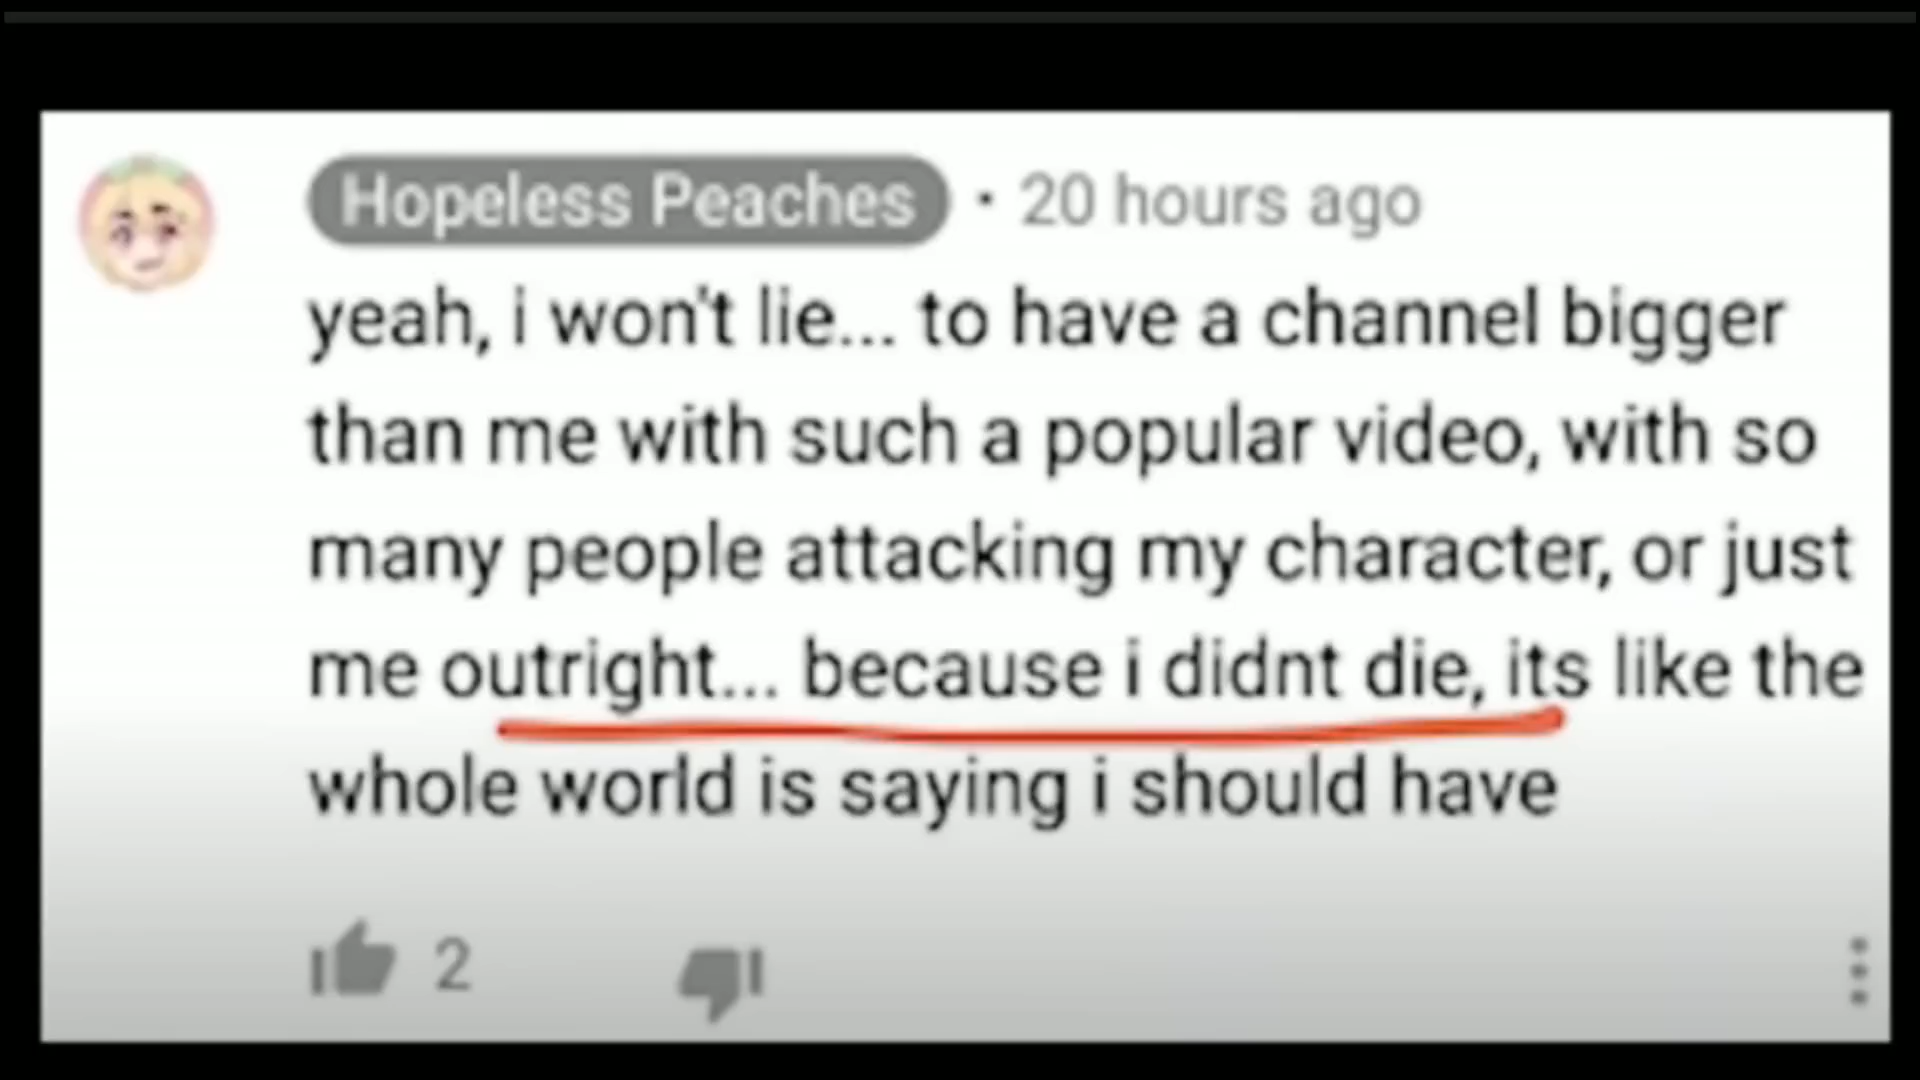 Hopeless Peaches · 20 hours ago
yeah, i won't lie... to have a channel bigger
than me with such a popular video, with so
many people attacking my character, or just
me outright... because i didnt die, its like the
whole world is saying i should have
2